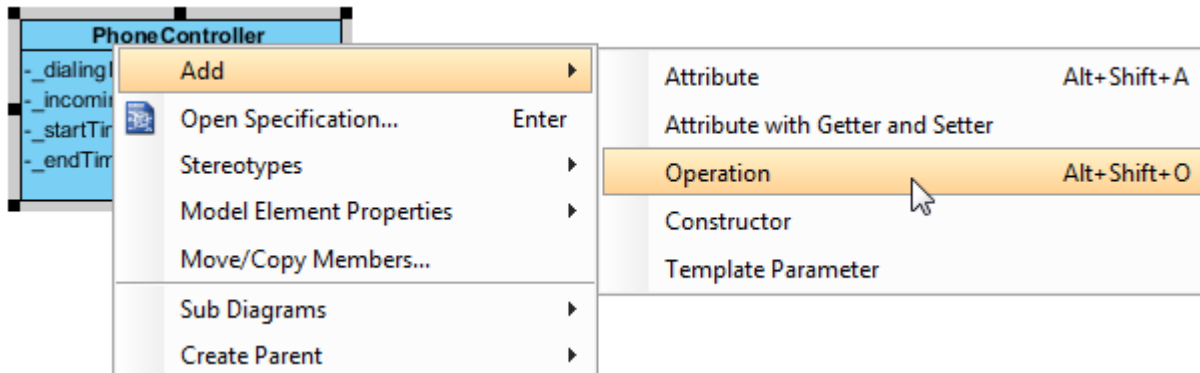 PhoneController
-_dialing
-_incomi
-_startTi
-_endTim
Add
Open Specification... Enter
Stereotypes
Model Element Properties
Move/Copy Members...
Sub Diagrams
Create Parent
Attribute Alt+Shift+A
Attribute with Getter and Setter
Operation Alt+Shift+O
Constructor
Template Parameter